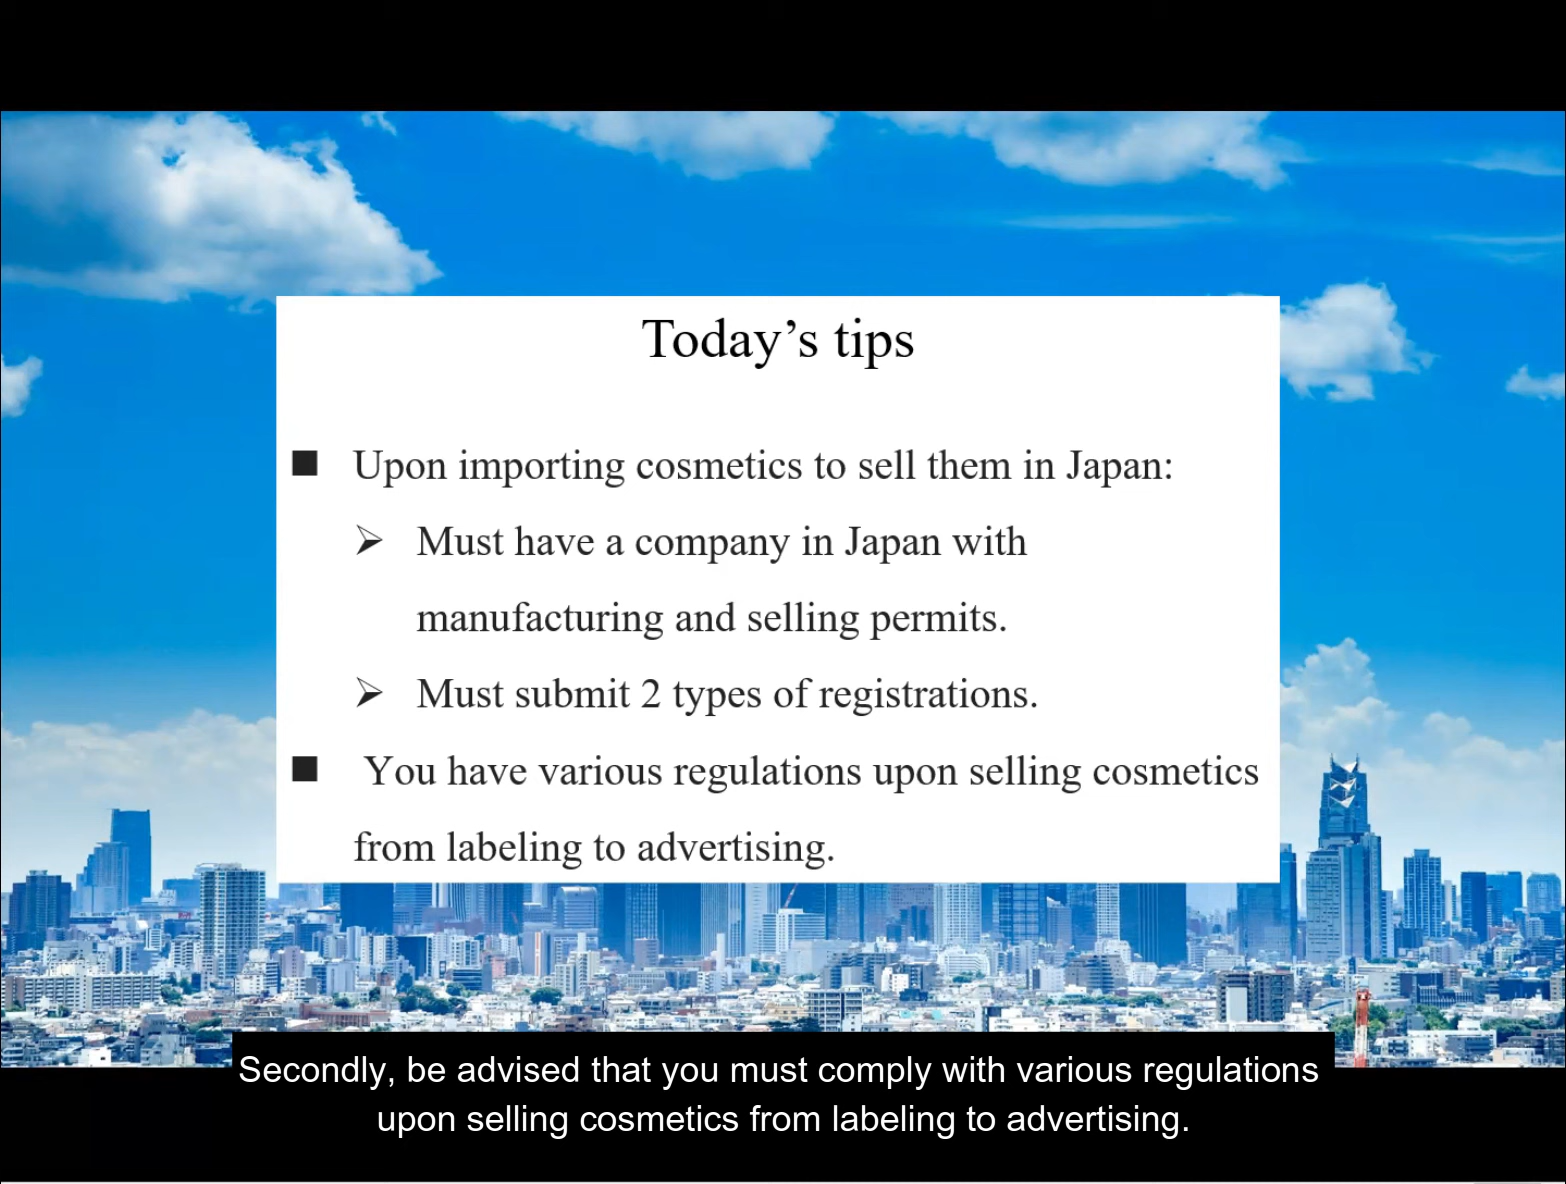 Today’s tips
■ Upon importing cosmetics to sell them in Japan:
➢ Must have a company in Japan with
manufacturing and selling permits.
➢ Must submit 2 types of registrations.
■ You have various regulations upon selling cosmetics
from labeling to advertising.
Secondly, be advised that you must comply with various regulations
upon selling cosmetics from labeling to advertising.